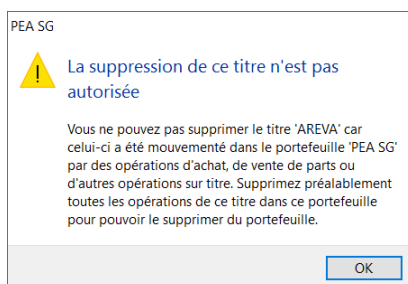 PEA SG
La suppression de ce titre n'est pas
autorisée
Vous ne pouvez pas supprimer le titre 'AREVA' car
celui-ci a été mouvementé dans le portefeuille 'PEA SG'
par des opérations d'achat, de vente de parts ou
d'autres opérations sur titre. Supprimez préalablement
toutes les opérations de ce titre dans ce portefeuille
pour pouvoir le supprimer du portefeuille.
OK